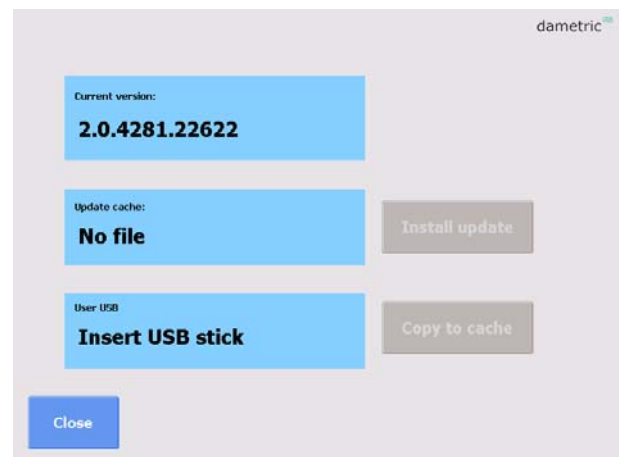 dametric
Current version:
2.0.4281.22622
Update cache:
No file
Install update
User USB
Insert USB stick
Copy to cache
Close